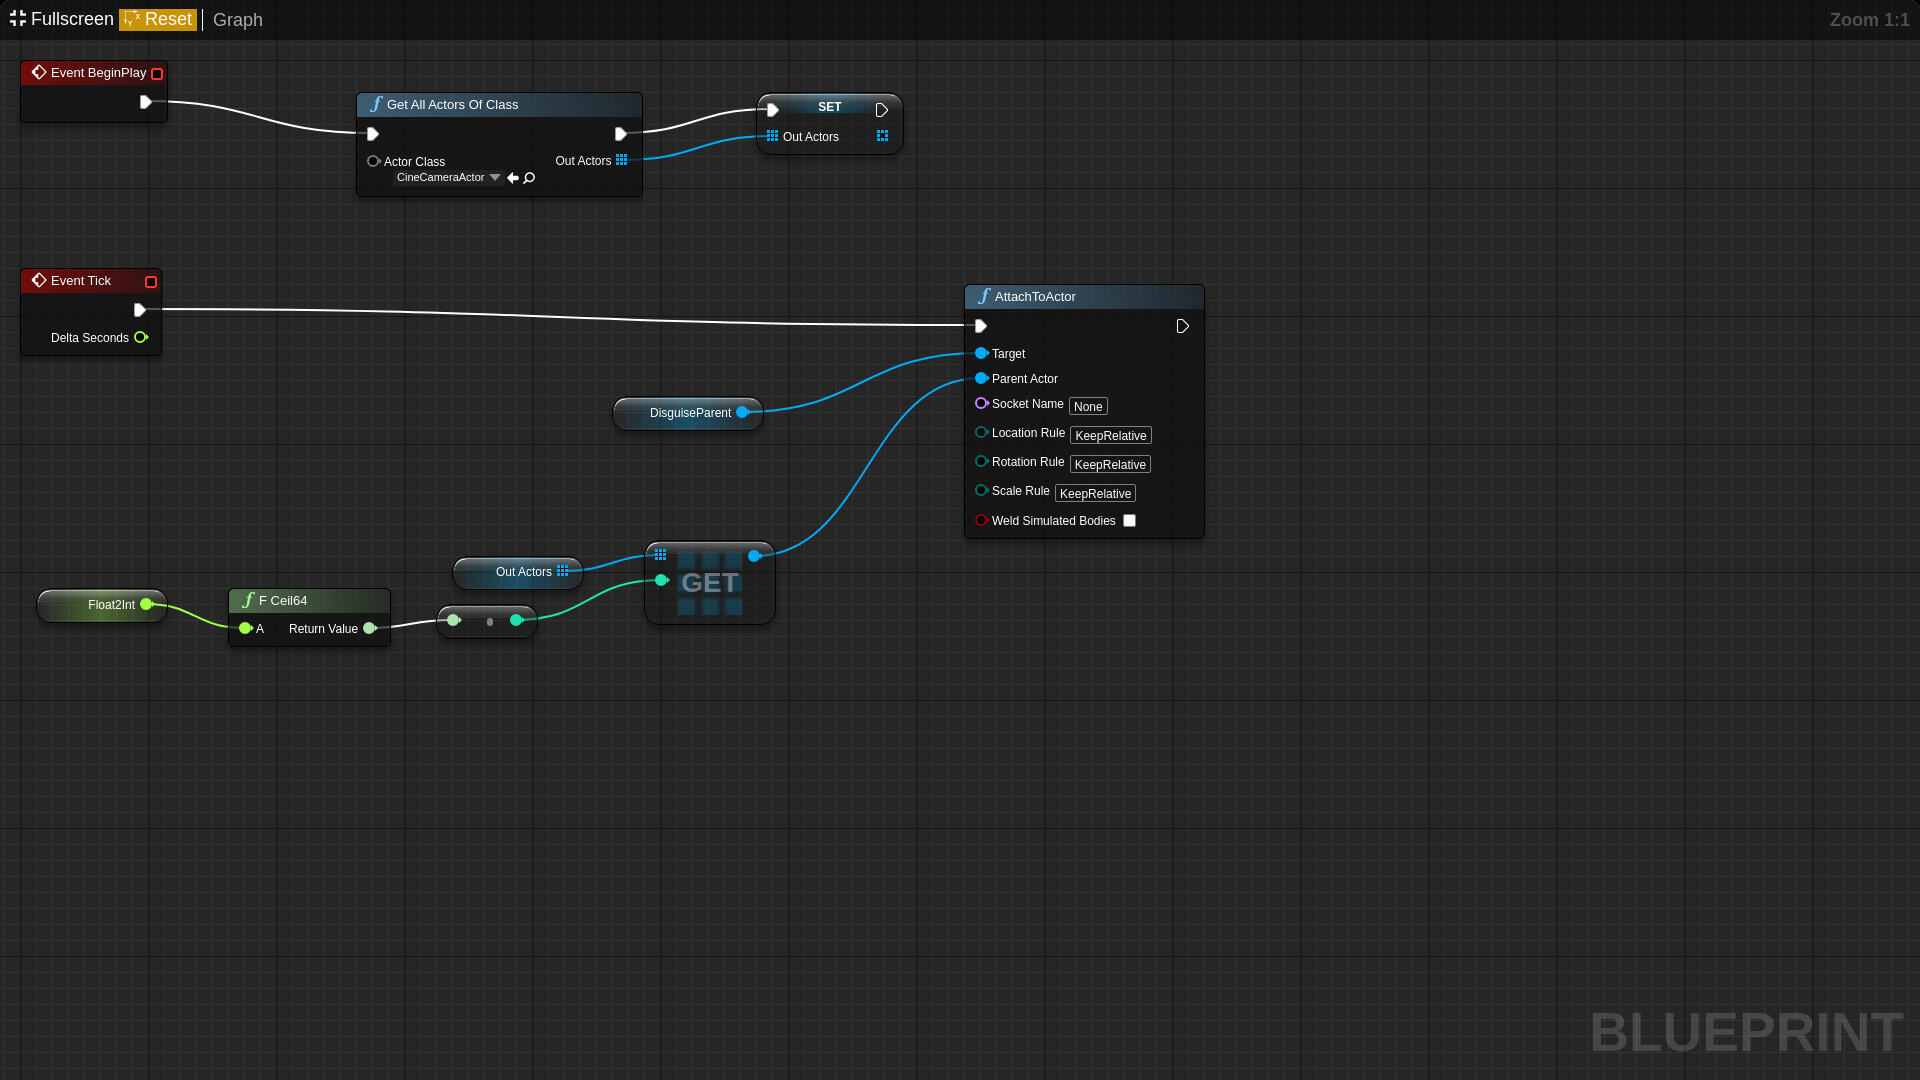 Fullscreen Reset | Graph
Zoom 1:1
Event BeginPlay
Get All Actors Of Class
Actor Class
Out Actors
CineCameraActor
SET
Out Actors
Event Tick
Delta Seconds
AttachToActor
Target
Parent Actor
Socket Name None
Location Rule KeepRelative
Rotation Rule KeepRelative
Scale Rule KeepRelative
Weld Simulated Bodies
DisguiseParent
Out Actors
GET
Float2Int
F Ceil64
A Return Value
BLUEPRINT